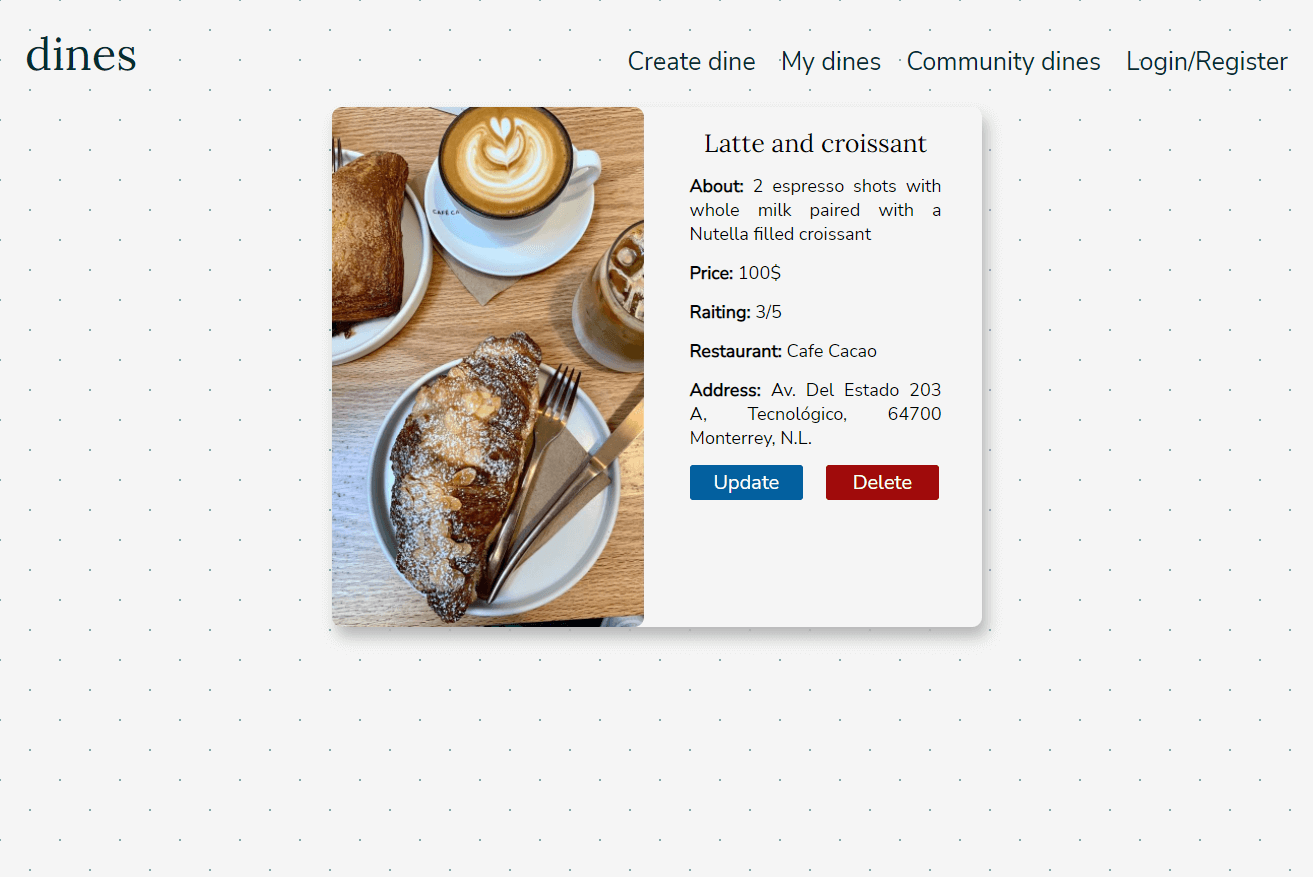 dines
Create dine My dines Community dines Login/Register
CAFÉ CA
Latte and croissant
About: 2 espresso shots with
whole milk paired with a
Nutella filled croissant
Price: 100$
Raiting: 3/5
Restaurant: Cafe Cacao
Address: Av. Del Estado 203
A, Tecnológico, 64700
Monterrey, N.L.
Update Delete